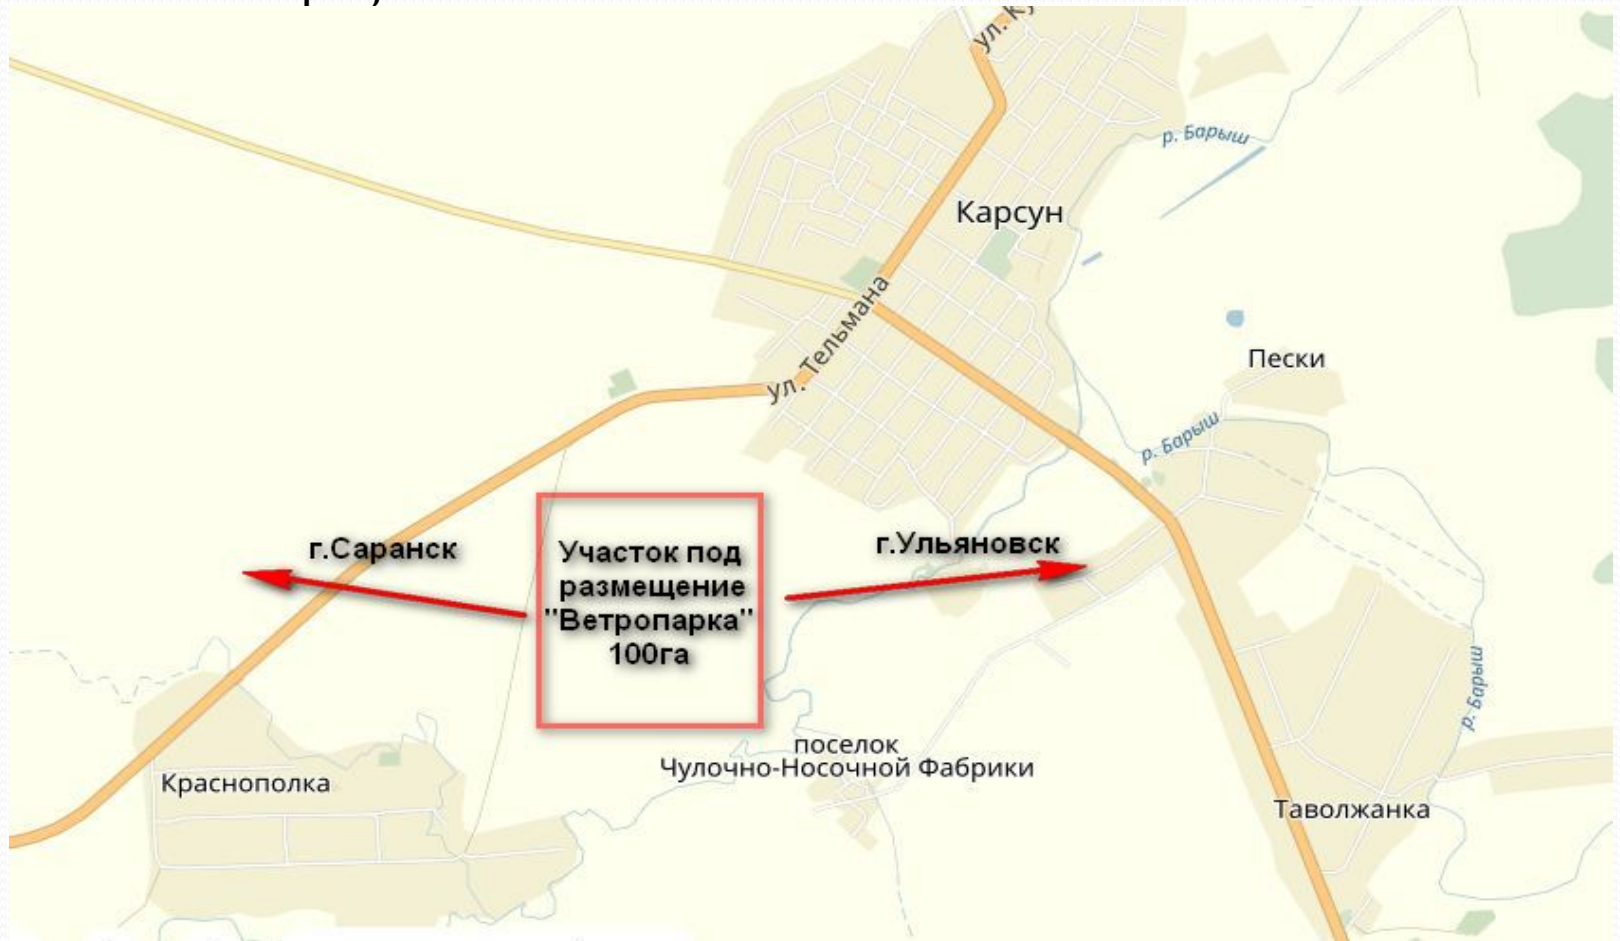 ул. К
р. Барыш
Карсун
ул. Тельмана
Пески
р. Барыш
г.Саранск
Участок под
размещение
"Ветропарка"
100га
г.Ульяновск
р. Барыш
поселок
Чулочно-Носочной Фабрики
Краснополка
Таволжанка